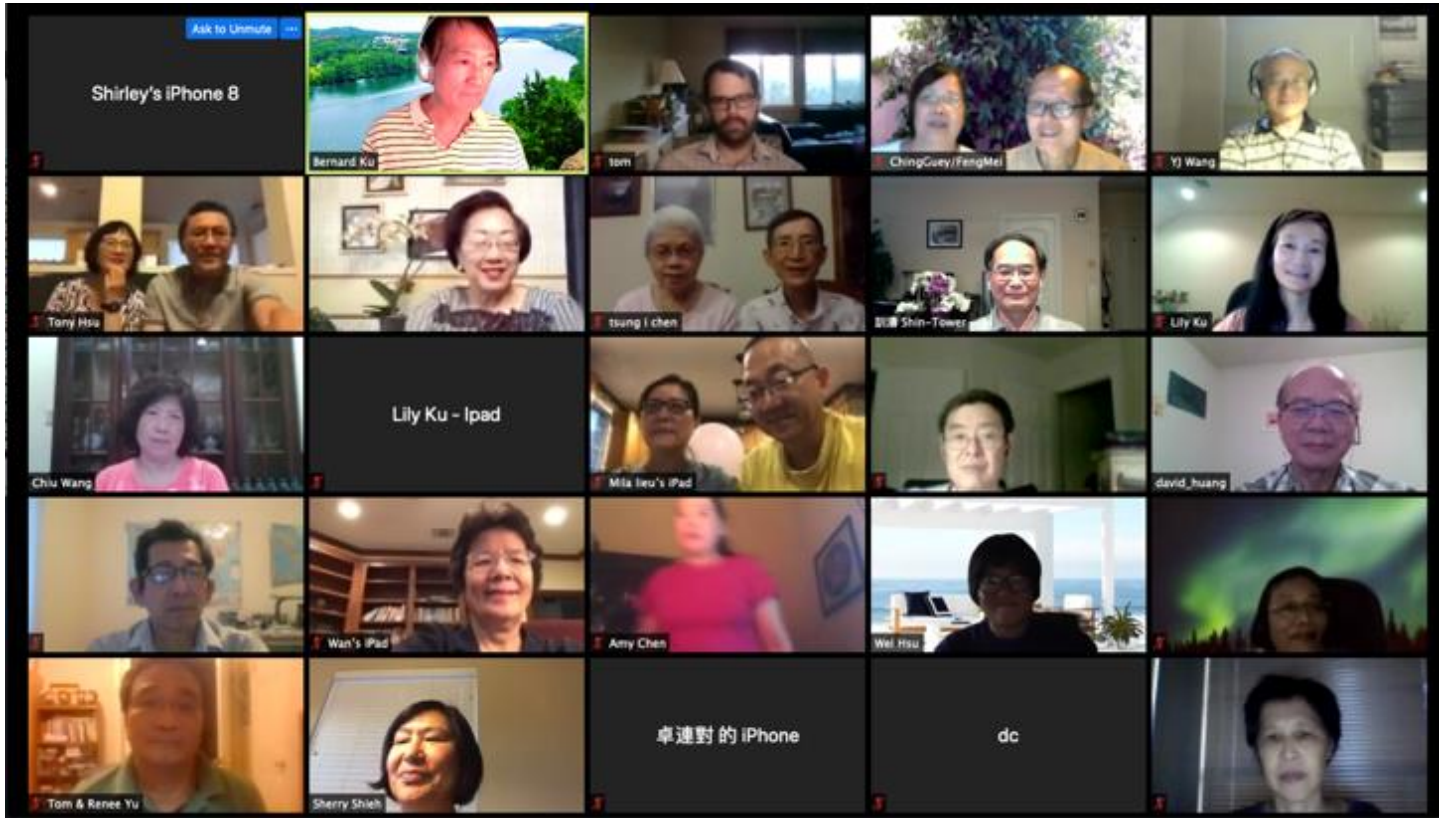 Ask to Unmute ...
Shirley's iPhone 8
Bernard Ku
tom
ChingGuey/FengMei
YJ Wang
Tony Hsu
tsung i chen
Shin-Tower
Lily Ku
Chiu Wang
Lily Ku - Ipad
Mila lieu's iPad
david_huang
Wan's iPad
Amy Chen
Wei Hsu
Tom & Renee Yu
Sherry Shieh
卓連對 的 iPhone
dc